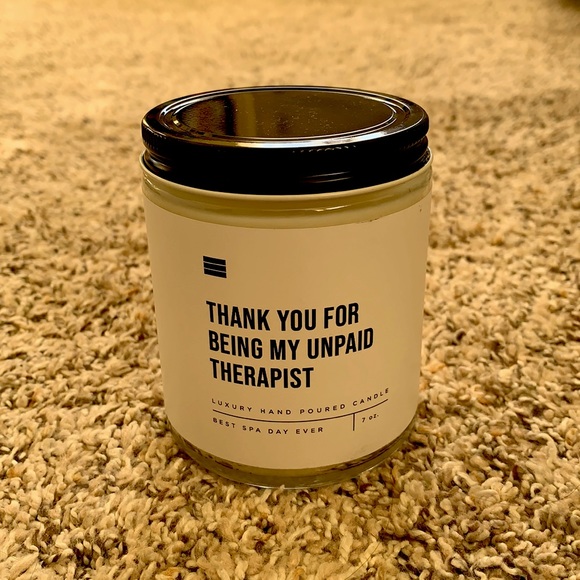 THANK YOU FOR
BEING MY UNPAID
THERAPIST
LUXURY HAND POURED CANDLE
BEST SPA DAY EVER
7 oz.